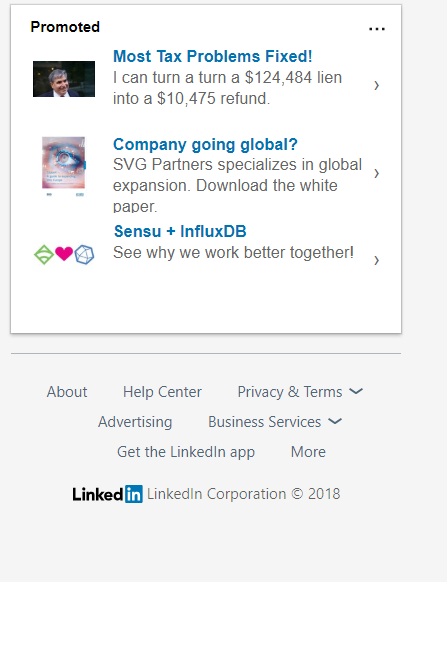 Promoted
Most Tax Problems Fixed!
I can turn a turn a $124,484 lien
into a $10,475 refund.
Company going global?
SVG Partners specializes in global
expansion. Download the white
paper.
Sensu + InfluxDB
See why we work better together!
About Help Center Privacy & Terms
Advertising Business Services
Get the LinkedIn app More
Linkedin LinkedIn Corporation © 2018